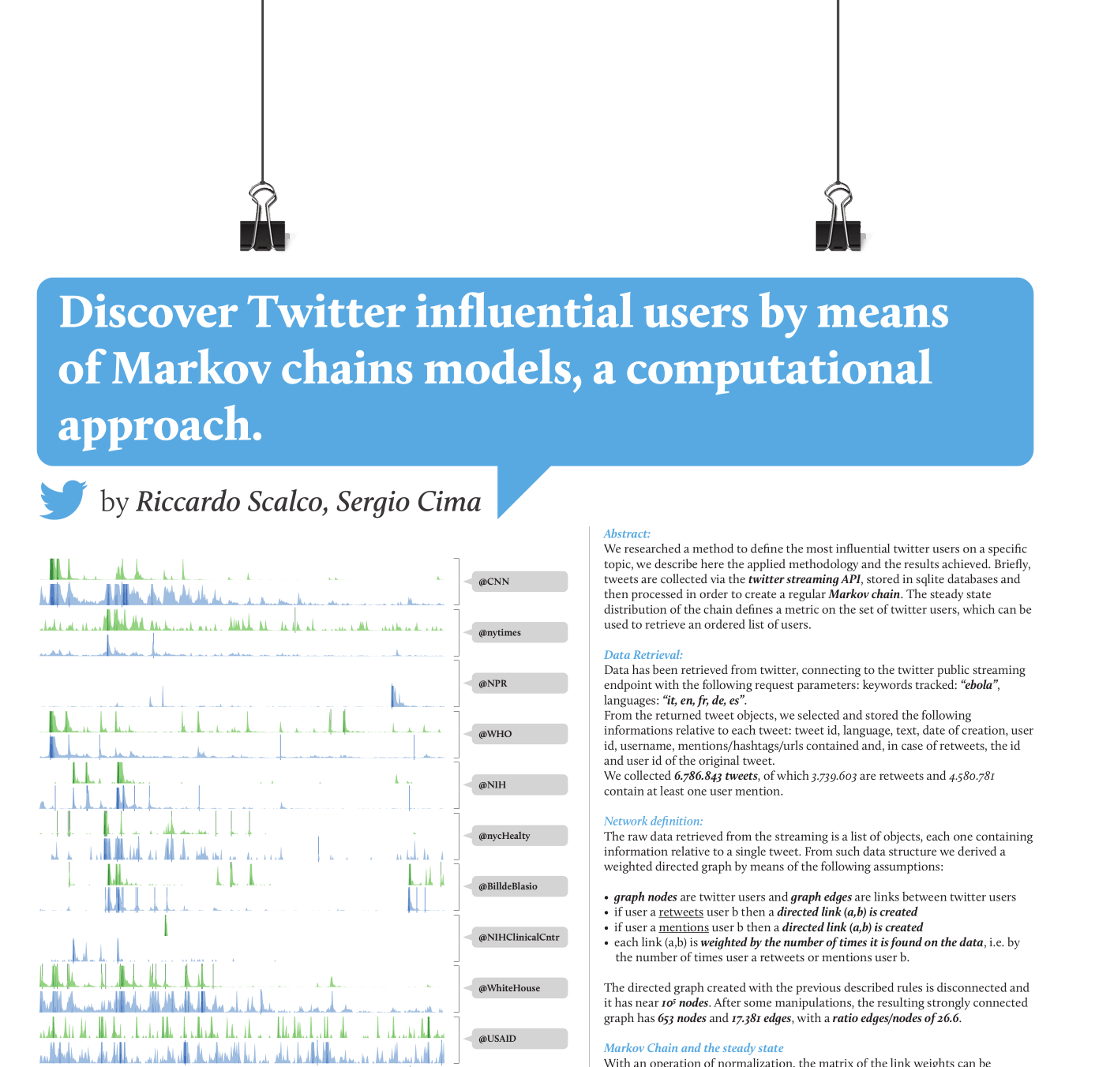 Discover Twitter influential users by means
of Markov chains models, a computational
approach.
by Riccardo Scalco, Sergio Cima
@CNN
@nytimes
@NPR
@WHO
@NIH
@nycHealty
@BilldeBlasio
@NIHClinicalCntr
@WhiteHouse
@USAID
Abstract:
We researched a method to define the most influential twitter users on a specific
topic, we describe here the applied methodology and the results achieved. Briefly,
tweets are collected via the twitter streaming API, stored in sqlite databases and
then processed in order to create a regular Markov chain. The steady state
distribution of the chain defines a metric on the set of twitter users, which can be
used to retrieve an ordered list of users.
Data Retrieval:
Data has been retrieved from twitter, connecting to the twitter public streaming
endpoint with the following request parameters: keywords tracked: “ebola”,
languages: “it, en, fr, de, es”.
From the returned tweet objects, we selected and stored the following
informations relative to each tweet: tweet id, language, text, date of creation, user
id, username, mentions/hashtags/urls contained and, in case of retweets, the id
and user id of the original tweet.
We collected 6.786.843 tweets, of which 3.739.603 are retweets and 4.580.781
contain at least one user mention.
Network definition:
The raw data retrieved from the streaming is a list of objects, each one containing
information relative to a single tweet. From such data structure we derived a
weighted directed graph by means of the following assumptions:
• graph nodes are twitter users and graph edges are links between twitter users
• if user a retweets user b then a directed link (a,b) is created
• if user a mentions user b then a directed link (a,b) is created
• each link (a,b) is weighted by the number of times it is found on the data, i.e. by
the number of times user a retweets or mentions user b.
The directed graph created with the previous described rules is disconnected and
it has near 10⁵ nodes. After some manipulations, the resulting strongly connected
graph has 653 nodes and 17.381 edges, with a ratio edges/nodes of 26.6.
Markov Chain and the steady state
With an operation of normalization, the matrix of the link weights can be